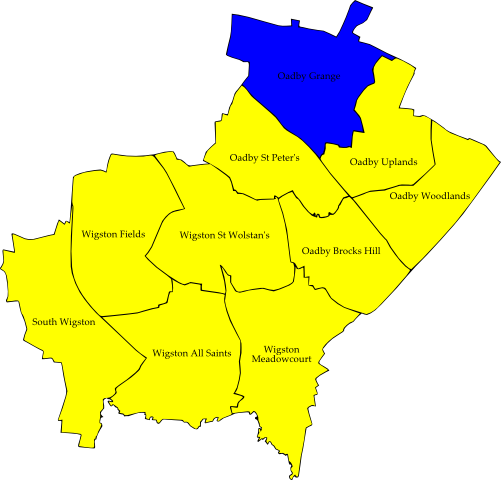 Oadby Grange
Oadby St Peter's
Oadby Uplands
Oadby Woodlands
Wigston Fields
Wigston St Wolstan's
Oadby Brocks Hill
South Wigston
Wigston All Saints
Wigston
Meadowcourt